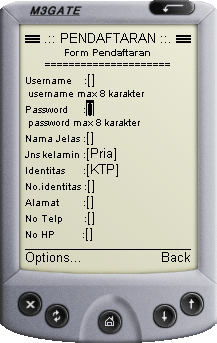 M3GATE
.::. PENDAFTARAN .::.
Form Pendaftaran
=====================
Username :[]
username max 8 karakter
Password :[]
password max 8 karakter
Nama Jelas :[]
Jns kelamin :[Pria]
Identitas :[KTP]
No.identitas :[]
Alamat :[]
No Telp :[]
No HP :[]
Options... Back